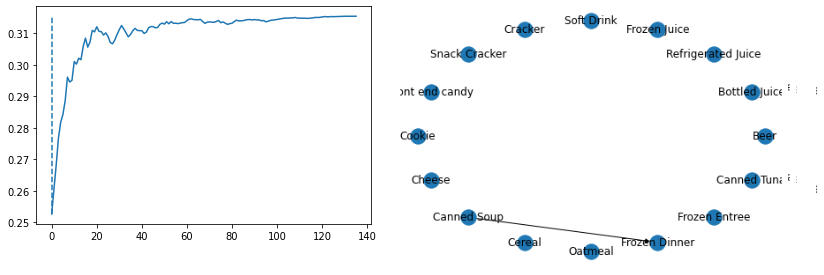 0.31
0.30
0.29
0.28
0.27
0.26
0.25
0 20 40 60 80 100 120 140
Soft Drink
Cracker
Frozen Juice
Snack Cracker
Refrigerated Juice
ont end candy
Bottled Juice
Cookie
Beer
Cheese
Canned Tuna
Canned Soup
Frozen Entree
Cereal
Frozen Dinner
Oatmeal